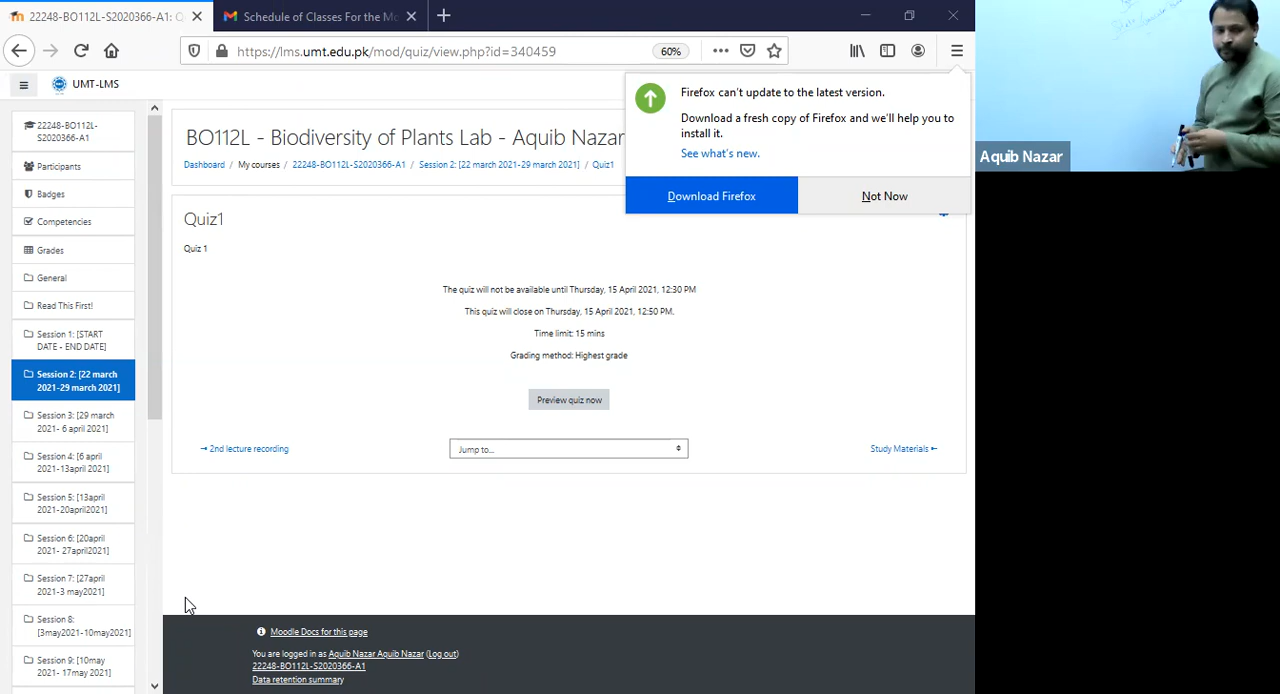 22248-BO112L-S2020366-A1: Q
Schedule of Classes For the Mo
https://lms.umt.edu.pk/mod/quiz/view.php?id=340459
60%
UMT-LMS
Firefox can't update to the latest version.
Download a fresh copy of Firefox and we'll help you to
install it.
See what's new.
Download Firefox
Not Now
Aquib Nazar
22248-BO112L-
S2020366-A1
Participants
Badges
Competencies
Grades
General
Read This First!
Session 1: [START
DATE - END DATE]
Session 2: [22 march
2021-29 march 2021]
Session 3: [29 march
2021- 6 april 2021]
Session 4: [6 april
2021-13april 2021]
Session 5: [13april
2021-20april2021]
Session 6: [20april
2021- 27april2021]
Session 7: [27april
2021-3 may2021]
Session 8:
[3may2021-10may2021]
Session 9: [10may
2021- 17may 2021]
BO112L - Biodiversity of Plants Lab - Aquib Nazar
Dashboard / My courses / 22248-BO112L-S2020366-A1 / Session 2: [22 march 2021-29 march 2021] / Quiz1
Quiz1
Quiz 1
The quiz will not be available until Thursday, 15 April 2021, 12:30 PM
This quiz will close on Thursday, 15 April 2021, 12:50 PM.
Time limit: 15 mins
Grading method: Highest grade
Preview quiz now
→ 2nd lecture recording
Jump to...
Study Materials ←
Moodle Docs for this page
You are logged in as Aquib Nazar Aquib Nazar (Log out)
22248-BO112L-S2020366-A1
Data retention summary